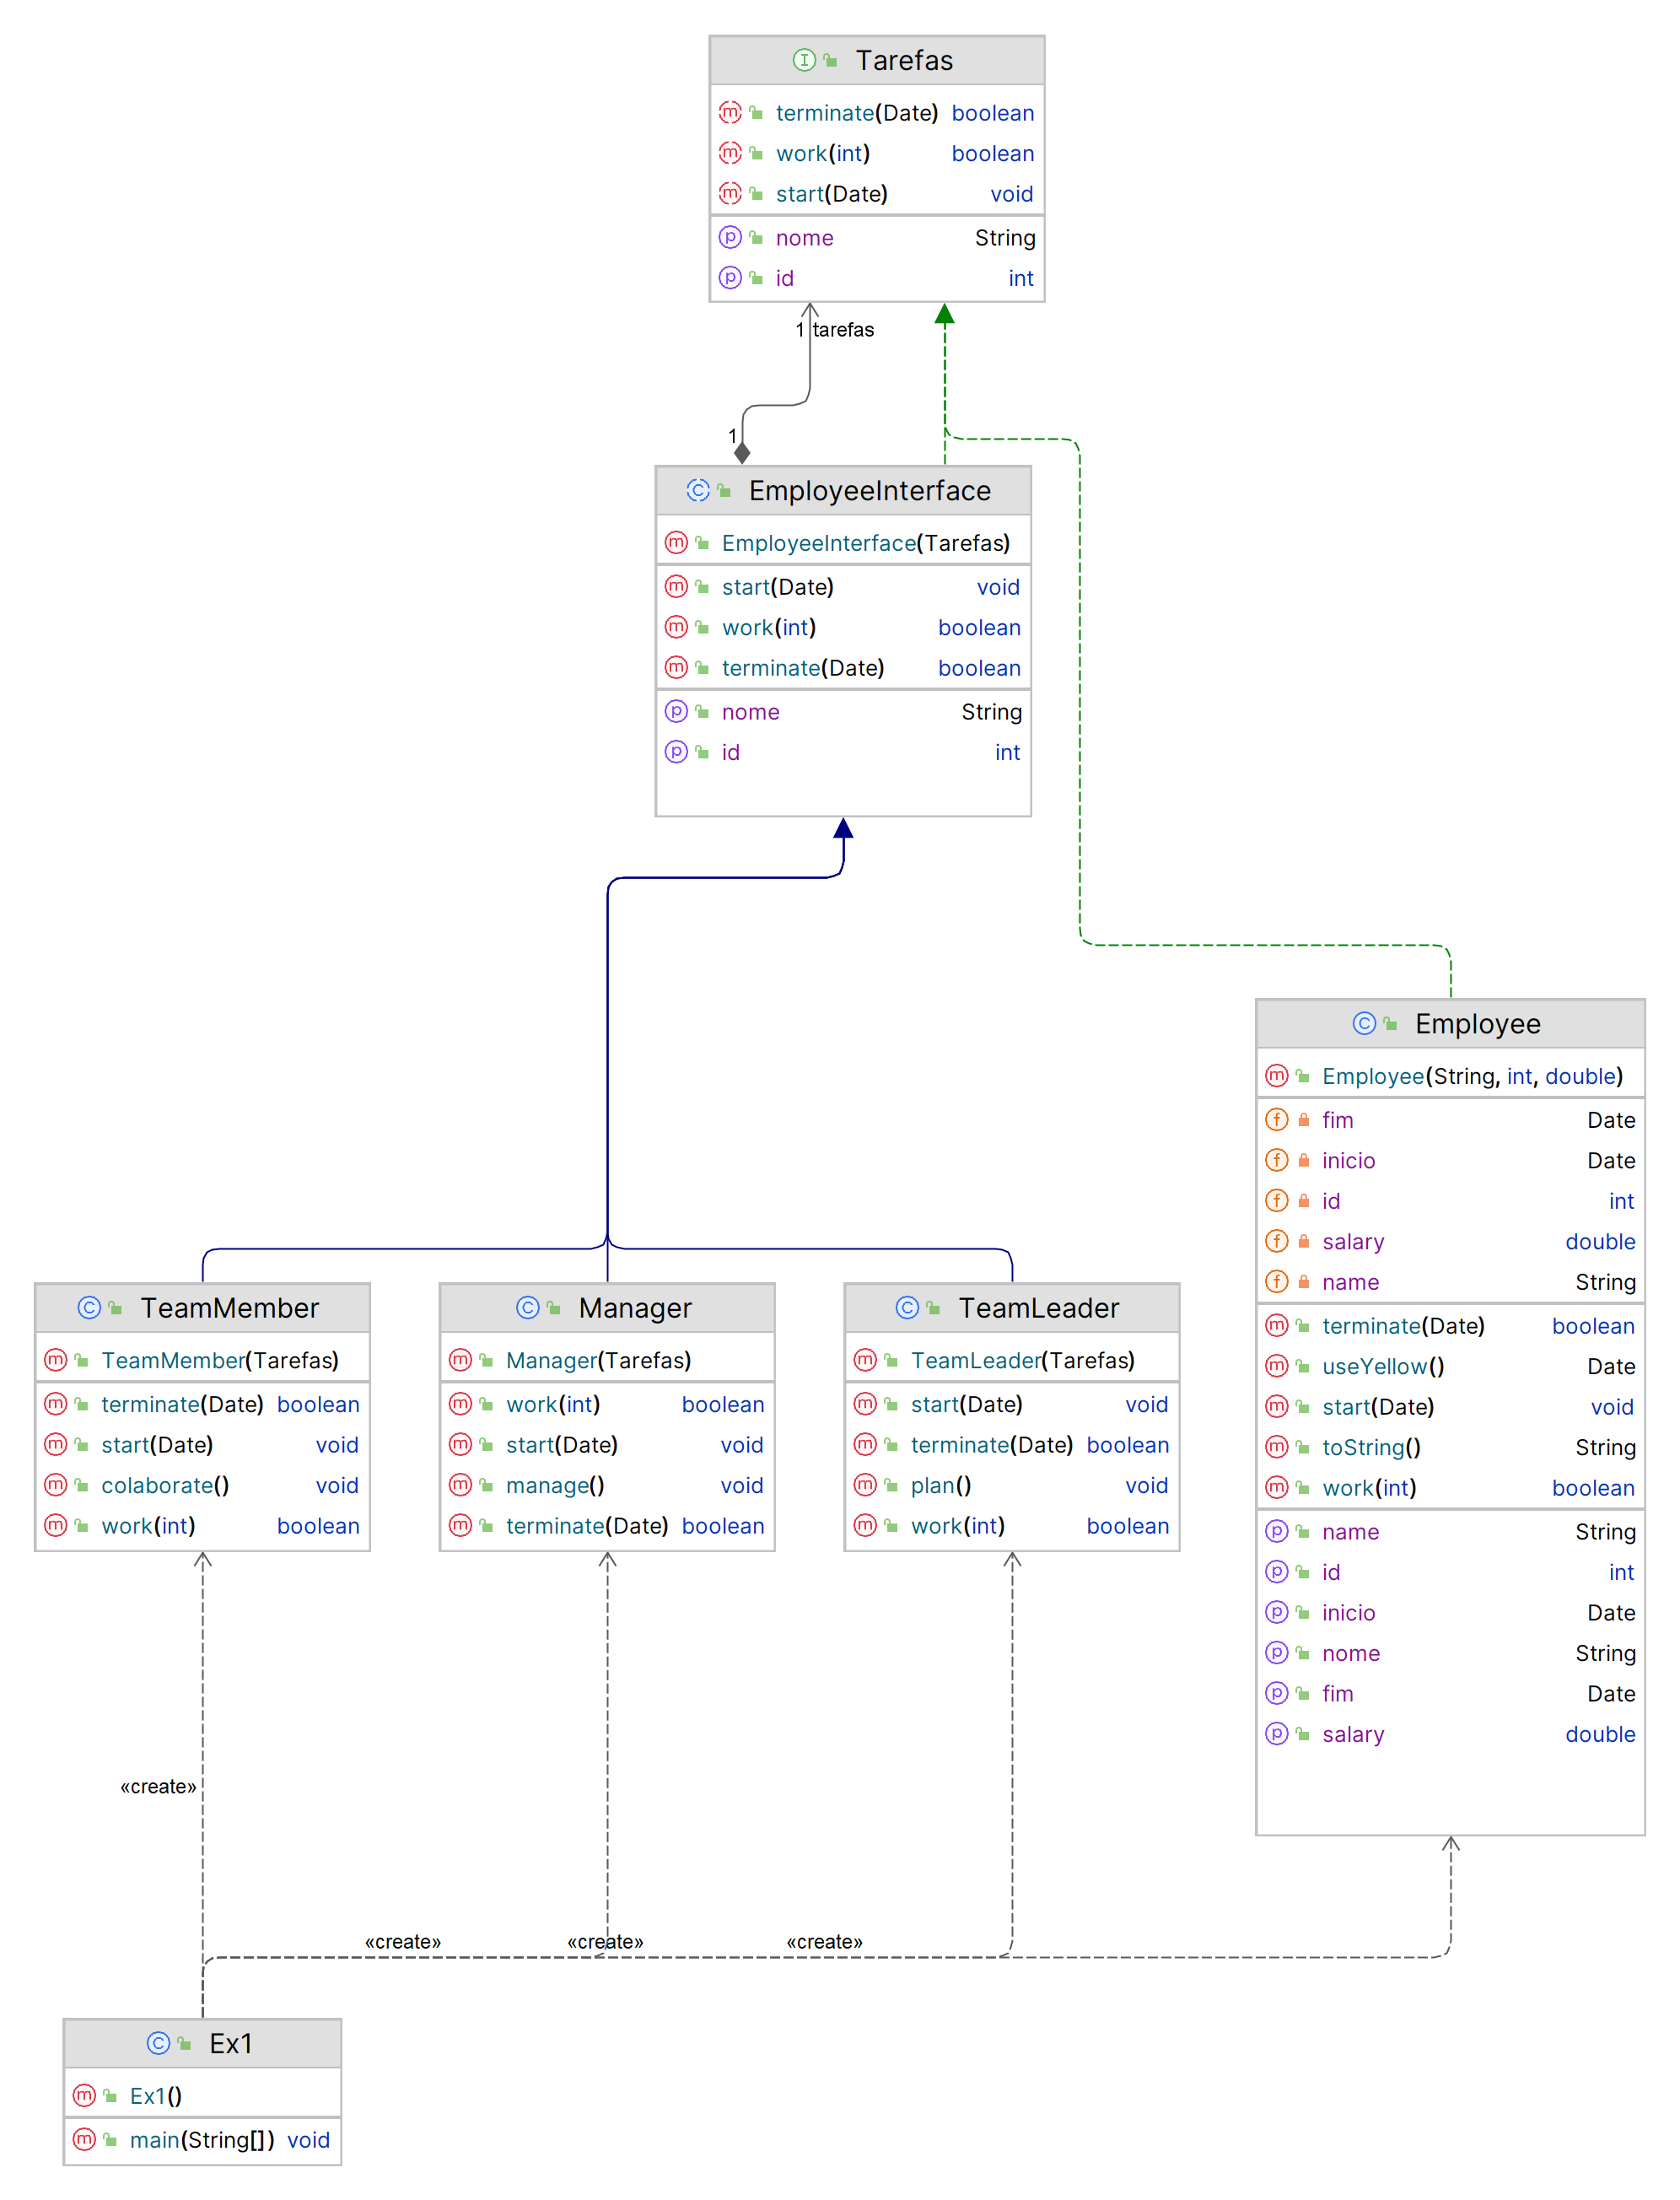 Tarefas
terminate(Date) boolean
work(int) boolean
start(Date) void
nome String
id int
1 tarefas
1
EmployeeInterface
EmployeeInterface(Tarefas)
start(Date) void
work(int) boolean
terminate(Date) boolean
nome String
id int
Employee
Employee(String, int, double)
fim Date
inicio Date
id int
salary double
name String
terminate(Date) boolean
useYellow() Date
start(Date) void
toString() String
work(int) boolean
name String
id int
inicio Date
nome String
fim Date
salary double
TeamMember
TeamMember(Tarefas)
terminate(Date) boolean
start(Date) void
colaborate() void
work(int) boolean
Manager
Manager(Tarefas)
work(int) boolean
start(Date) void
manage() void
terminate(Date) boolean
TeamLeader
TeamLeader(Tarefas)
start(Date) void
terminate(Date) boolean
plan() void
work(int) boolean
«create»
«create» «create» «create»
Ex1
Ex1()
main(String[]) void